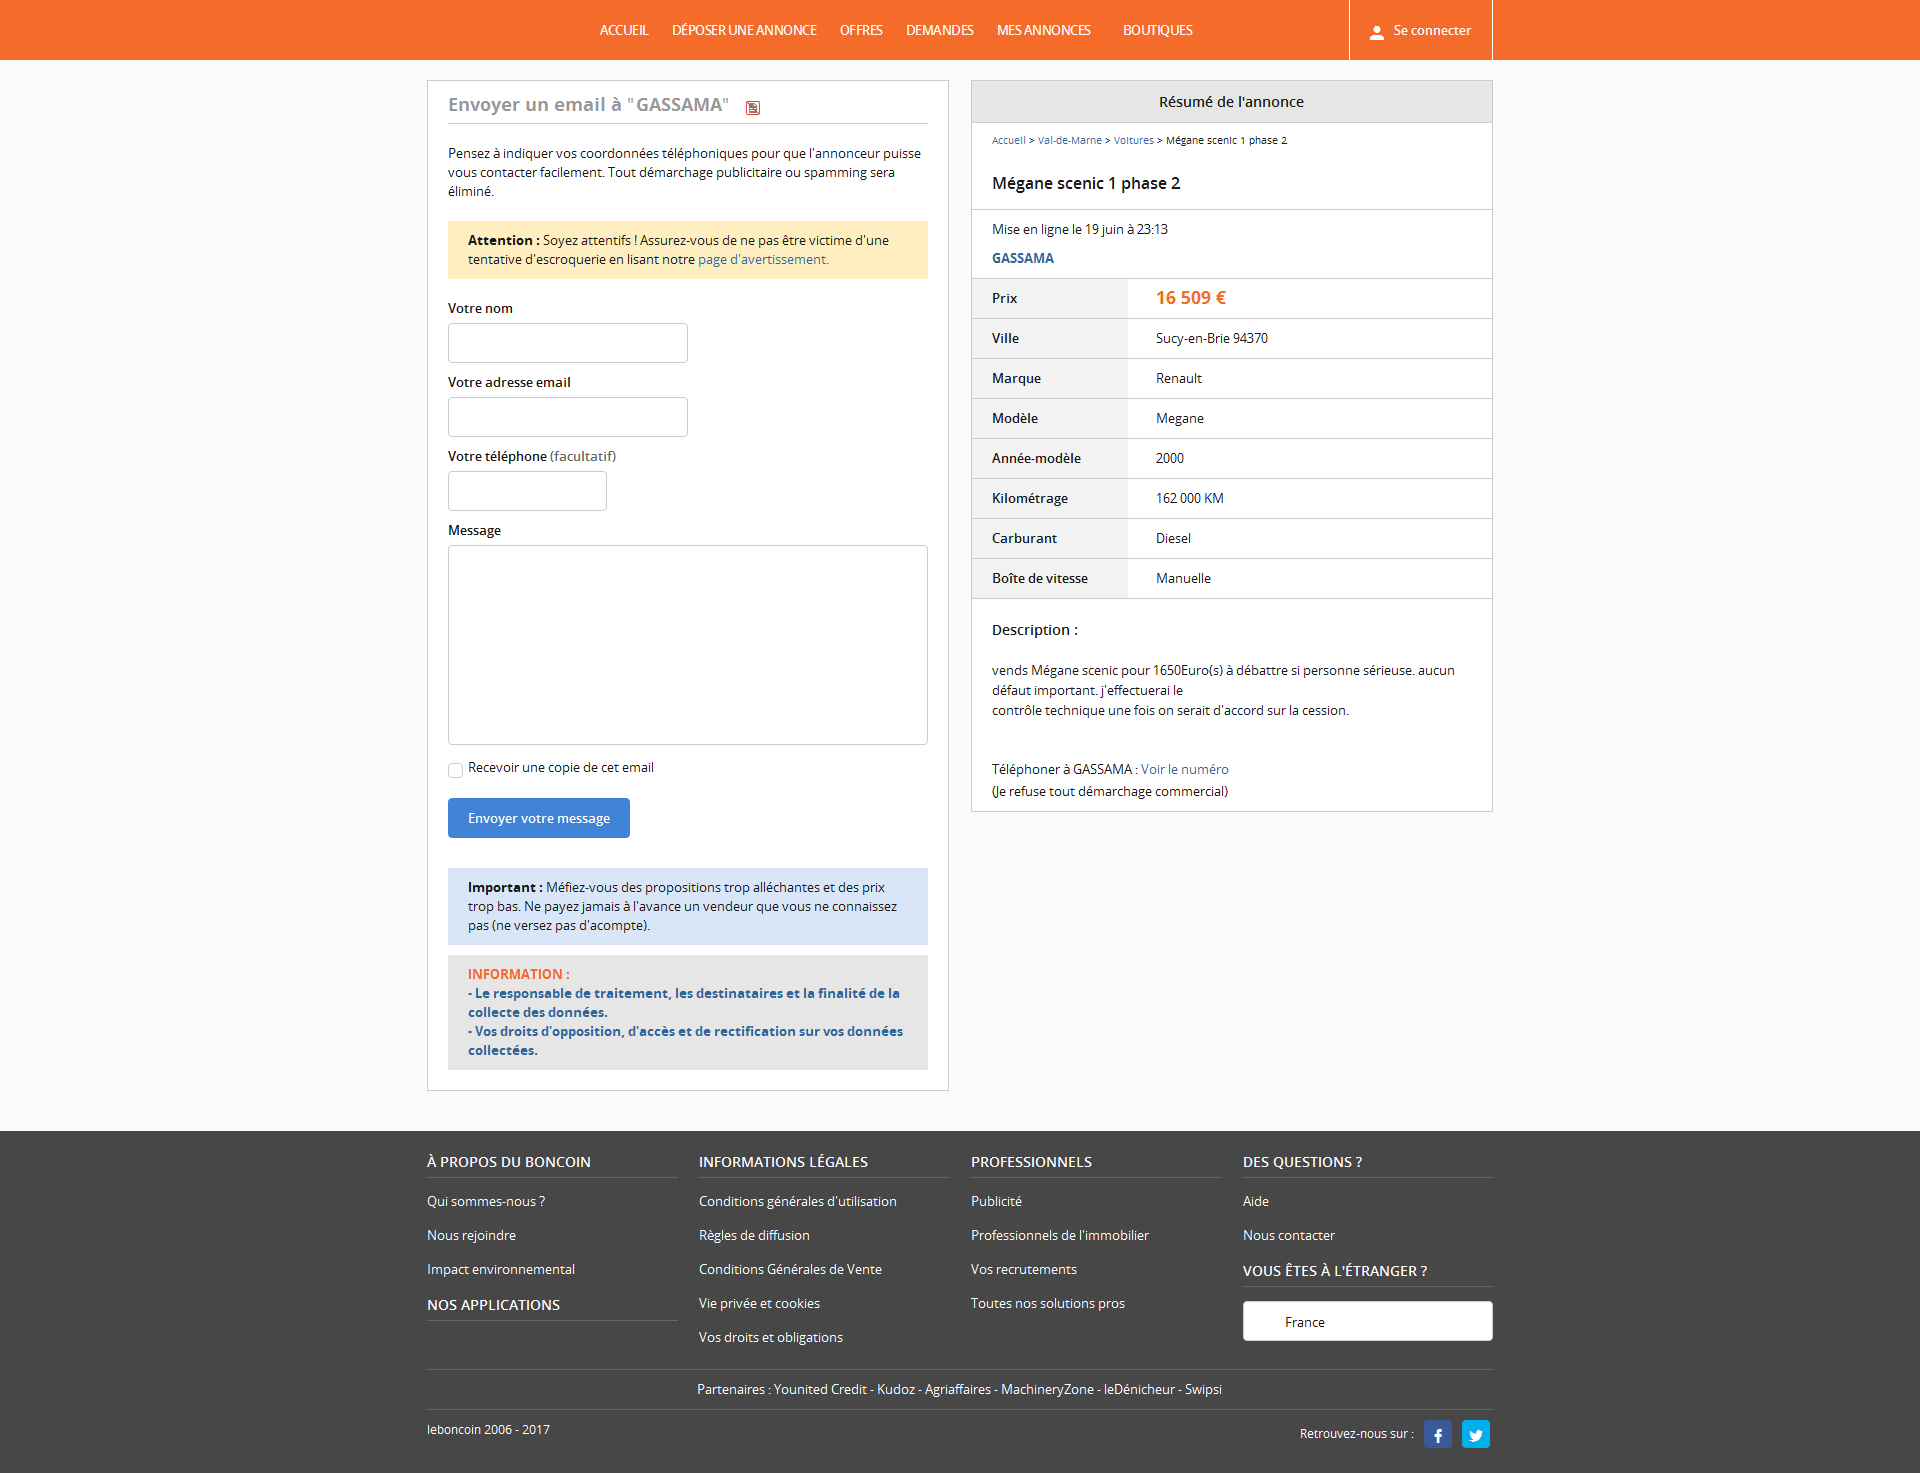 ACCUEIL DÉPOSER UNE ANNONCE OFFRES DEMANDES MES ANNONCES BOUTIQUES Se connecter
Envoyer un email à "GASSAMA"
Pensez à indiquer vos coordonnées téléphoniques pour que l'annonceur puisse
vous contacter facilement. Tout démarchage publicitaire ou spamming sera
éliminé.
Attention : Soyez attentifs ! Assurez-vous de ne pas être victime d'une
tentative d'escroquerie en lisant notre page d'avertissement.
Votre nom
Votre adresse email
Votre téléphone (facultatif)
Message
Recevoir une copie de cet email
Envoyer votre message
Important : Méfiez-vous des propositions trop alléchantes et des prix
trop bas. Ne payez jamais à l'avance un vendeur que vous ne connaissez
pas (ne versez pas d'acompte).
INFORMATION :
- Le responsable de traitement, les destinataires et la finalité de la
collecte des données.
- Vos droits d'opposition, d'accès et de rectification sur vos données
collectées.
Résumé de l'annonce
Accueil > Val-de-Marne > Voitures > Mégane scenic 1 phase 2
Mégane scenic 1 phase 2
Mise en ligne le 19 juin à 23:13
GASSAMA
Prix 16 509 €
Ville Sucy-en-Brie 94370
Marque Renault
Modèle Megane
Année-modèle 2000
Kilométrage 162 000 KM
Carburant Diesel
Boîte de vitesse Manuelle
Description :
vends Mégane scenic pour 1650Euro(s) à débattre si personne sérieuse. aucun
défaut important. j'effectuerai le
contrôle technique une fois on serait d'accord sur la cession.
Téléphoner à GASSAMA : Voir le numéro
(Je refuse tout démarchage commercial)
À PROPOS DU BONCOIN
Qui sommes-nous ?
Nous rejoindre
Impact environnemental
NOS APPLICATIONS
INFORMATIONS LÉGALES
Conditions générales d'utilisation
Règles de diffusion
Conditions Générales de Vente
Vie privée et cookies
Vos droits et obligations
PROFESSIONNELS
Publicité
Professionnels de l'immobilier
Vos recrutements
Toutes nos solutions pros
DES QUESTIONS ?
Aide
Nous contacter
VOUS ÊTES À L'ÉTRANGER ?
France
Partenaires : Younited Credit - Kudoz - Agriaffaires - MachineryZone - leDénicheur - Swipsi
leboncoin 2006 - 2017
Retrouvez-nous sur :